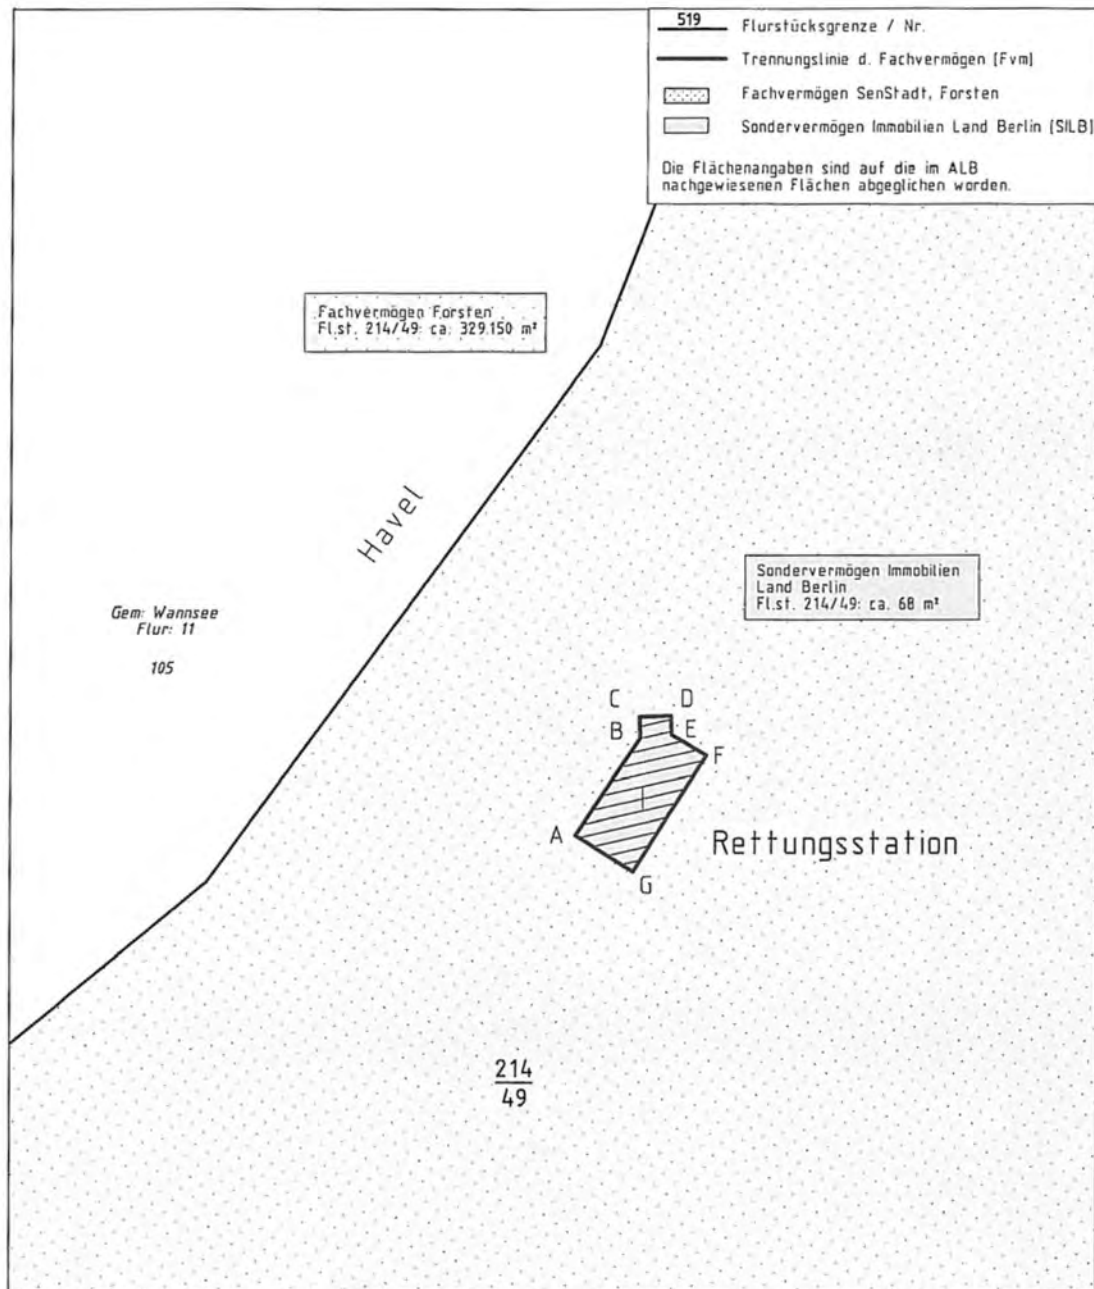 519 Flurstücksgrenze / Nr.
Trennungslinie d. Fachvermögen [Fvm]
Fachvermögen SenStadt, Forsten
Sondervermögen Immobilien Land Berlin [SILB]
Die Flächenangaben sind auf die im ALB
nachgewiesenen Flächen abgeglichen worden.
Fachvermögen Forsten
Fl.st. 214/49: ca. 329.150 m²
Havel
Sondervermögen Immobilien
Land Berlin
Fl.st. 214/49: ca. 68 m²
Gem: Wannsee
Flur: 11
105
C D
B E
F
A
Rettungsstation
G
I
214
49